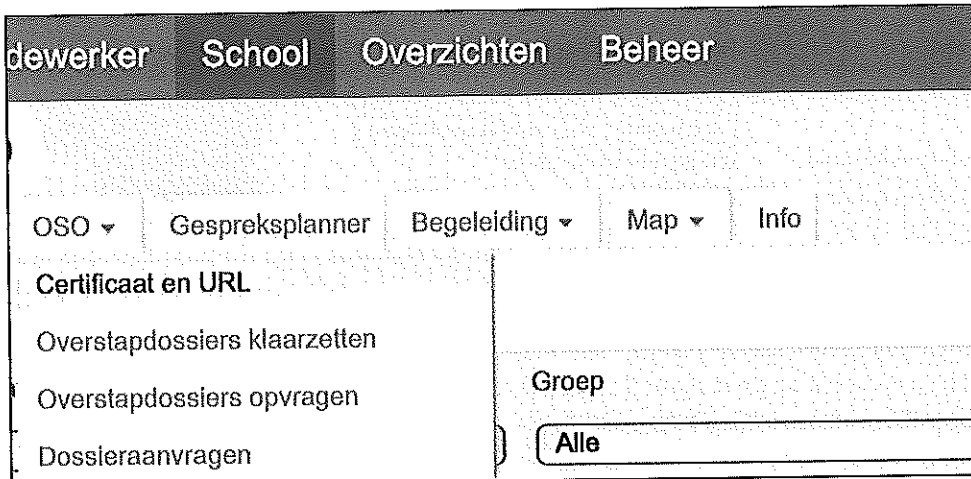 dewerker School Overzichten Beheer
OSO Gespreksplanner Begeleiding Map Info
Certificaat en URL
Overstapdossiers klaarzetten
Overstapdossiers opvragen
Groep
Alle
Dossieraanvragen